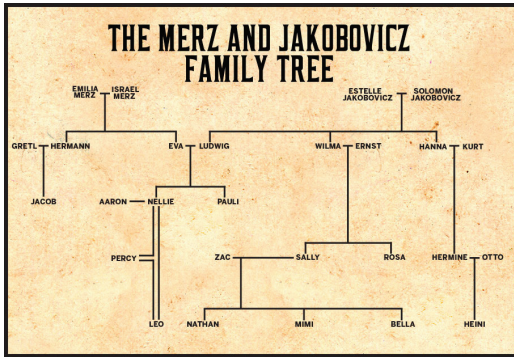 THE MERZ AND JAKOBOVICZ
FAMILY TREE
EMILIA MERZ
ISRAEL MERZ
ESTELLE JAKOBOVICZ
SOLOMON JAKOBOVICZ
GRETL HERMANN EVA LUDWIG WILMA ERNST HANNA KURT
JACOB AARON NELLIE PAULI
PERCY ZAC SALLY ROSA HERMINE OTTO
LEO NATHAN MIMI BELLA HEINI